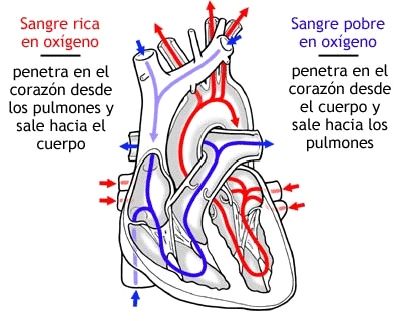 Sangre rica
en oxígeno
penetra en el
corazón desde
los pulmones y
sale hacia el
cuerpo
Sangre pobre
en oxígeno
penetra en el
corazón desde
el cuerpo y
sale hacia los
pulmones